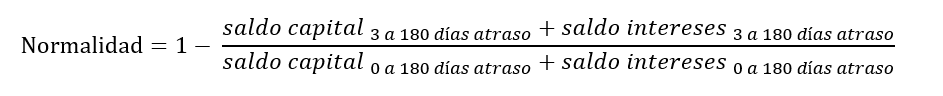 Normalidad = 1 − (saldo capital 3 a 180 días atraso + saldo intereses 3 a 180 días atraso) / (saldo capital 0 a 180 días atraso + saldo intereses 0 a 180 días atraso)